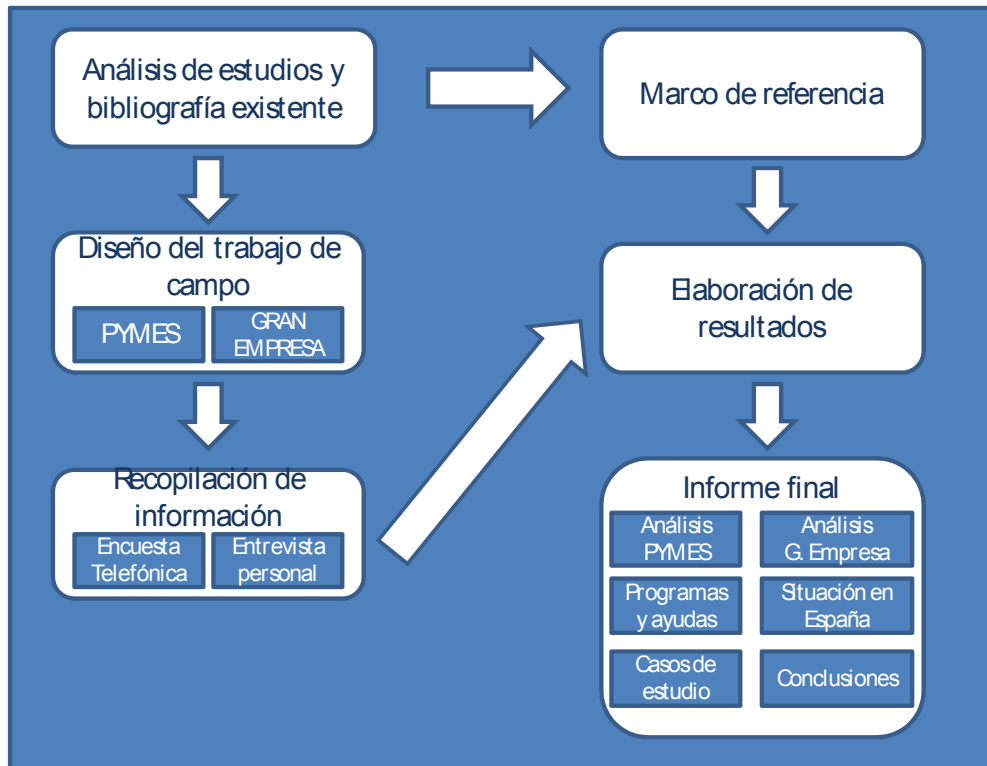 Análisis de estudios y
bibliografía existente
Marco de referencia
Diseño del trabajo de
campo
PYMES
GRAN
EMPRESA
Elaboración de
resultados
Recopilación de
información
Encuesta
Telefónica
Entrevista
personal
Informe final
Análisis
PYMES
Análisis
G. Empresa
Programas
y ayudas
Situación en
España
Casos de
estudio
Conclusiones